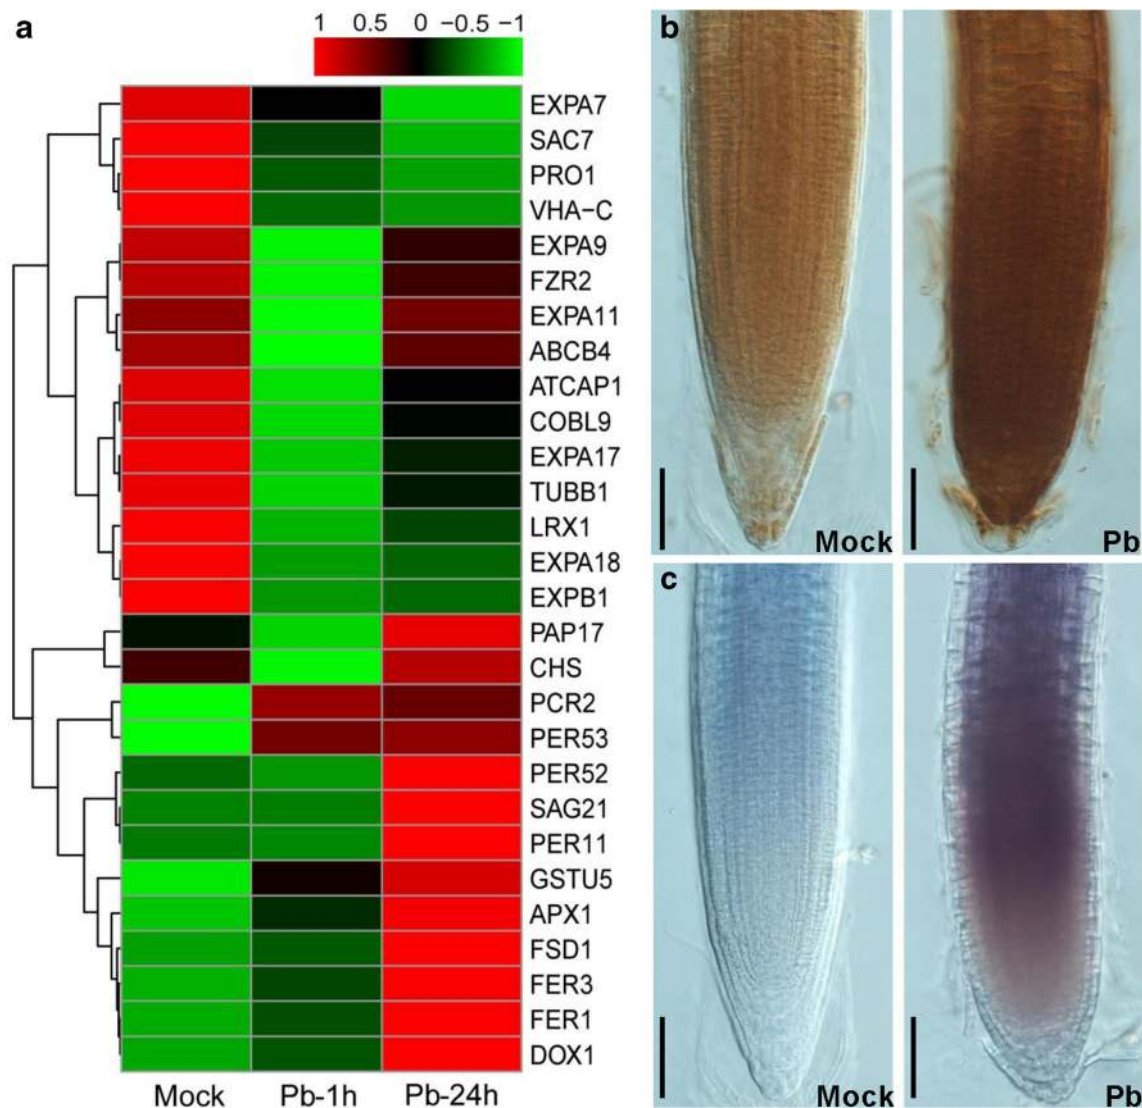 a
1 0.5 0 −0.5 −1
EXPA7
SAC7
PRO1
VHA−C
EXPA9
FZR2
EXPA11
ABCB4
ATCAP1
COBL9
EXPA17
TUBB1
LRX1
EXPA18
EXPB1
PAP17
CHS
PCR2
PER53
PER52
SAG21
PER11
GSTU5
APX1
FSD1
FER3
FER1
DOX1
Mock Pb-1h Pb-24h
b
Mock
Pb
c
Mock
Pb